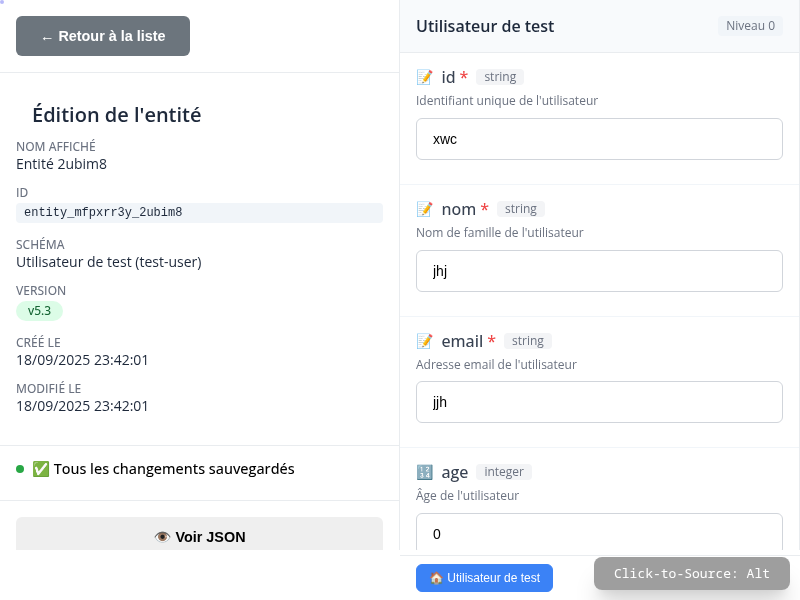 ← Retour à la liste
Édition de l'entité
NOM AFFICHÉ
Entité 2ubim8
ID
entity_mfpxrr3y_2ubim8
SCHÉMA
Utilisateur de test (test-user)
VERSION
v5.3
CRÉÉ LE
18/09/2025 23:42:01
MODIFIÉ LE
18/09/2025 23:42:01
✅ Tous les changements sauvegardés
👁️ Voir JSON
Utilisateur de test Niveau 0
📝 id * string
Identifiant unique de l'utilisateur
xwc
📝 nom * string
Nom de famille de l'utilisateur
jhj
📝 email * string
Adresse email de l'utilisateur
jjh
🔢 age integer
Âge de l'utilisateur
0
🏠 Utilisateur de test
Click-to-Source: Alt